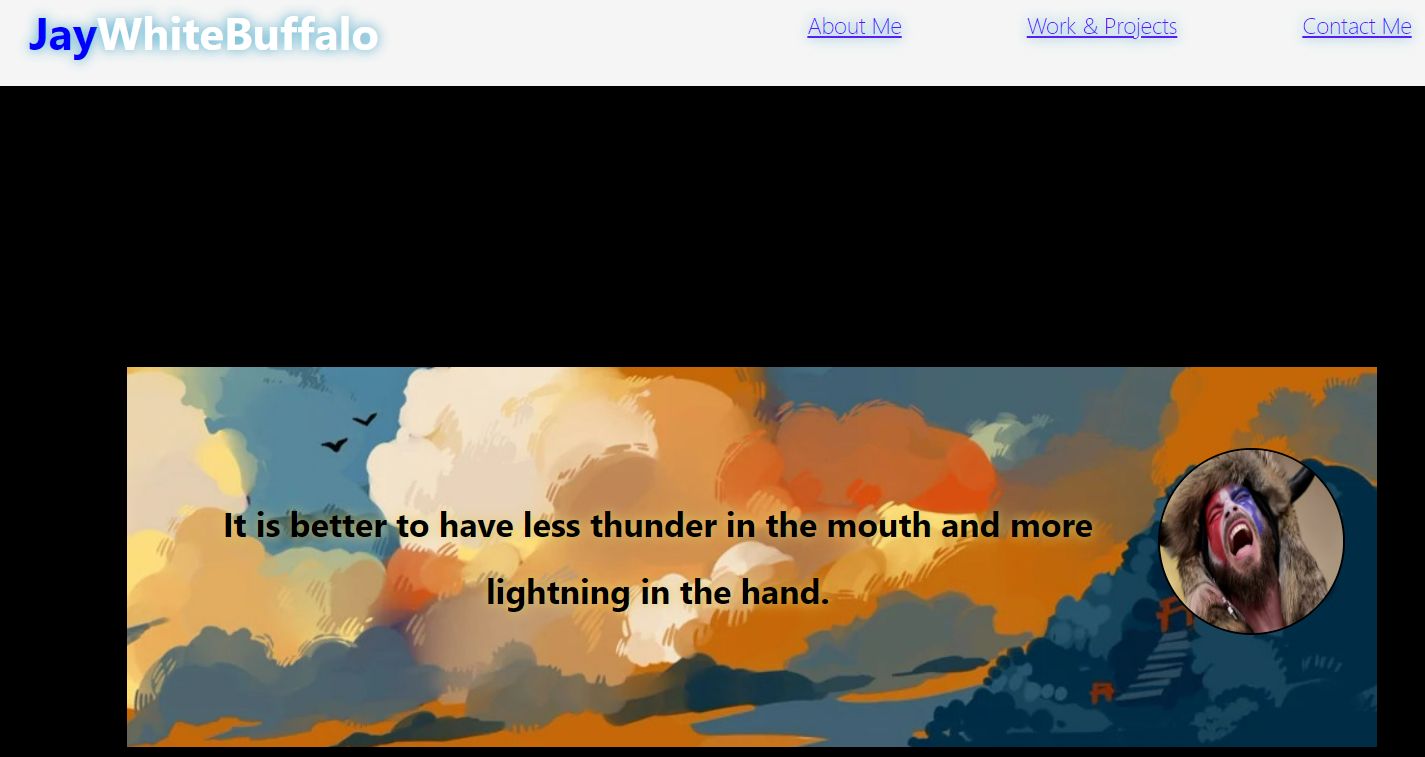 JayWhiteBuffalo
About Me
Work & Projects
Contact Me
It is better to have less thunder in the mouth and more
lightning in the hand.